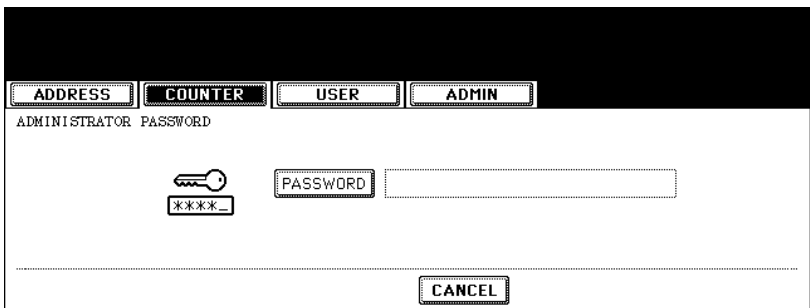 ADDRESS COUNTER USER ADMIN
ADMINISTRATOR PASSWORD
PASSWORD
****_
CANCEL